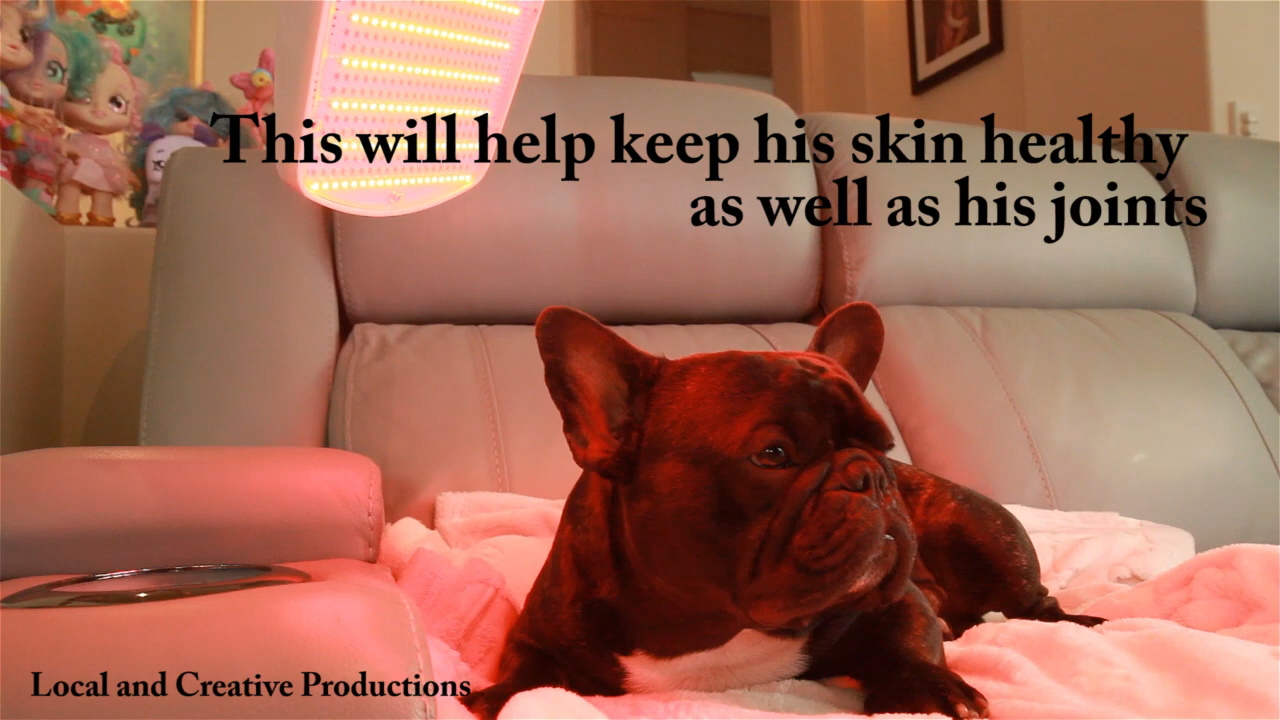 This will help keep his skin healthy
as well as his joints
Local and Creative Productions